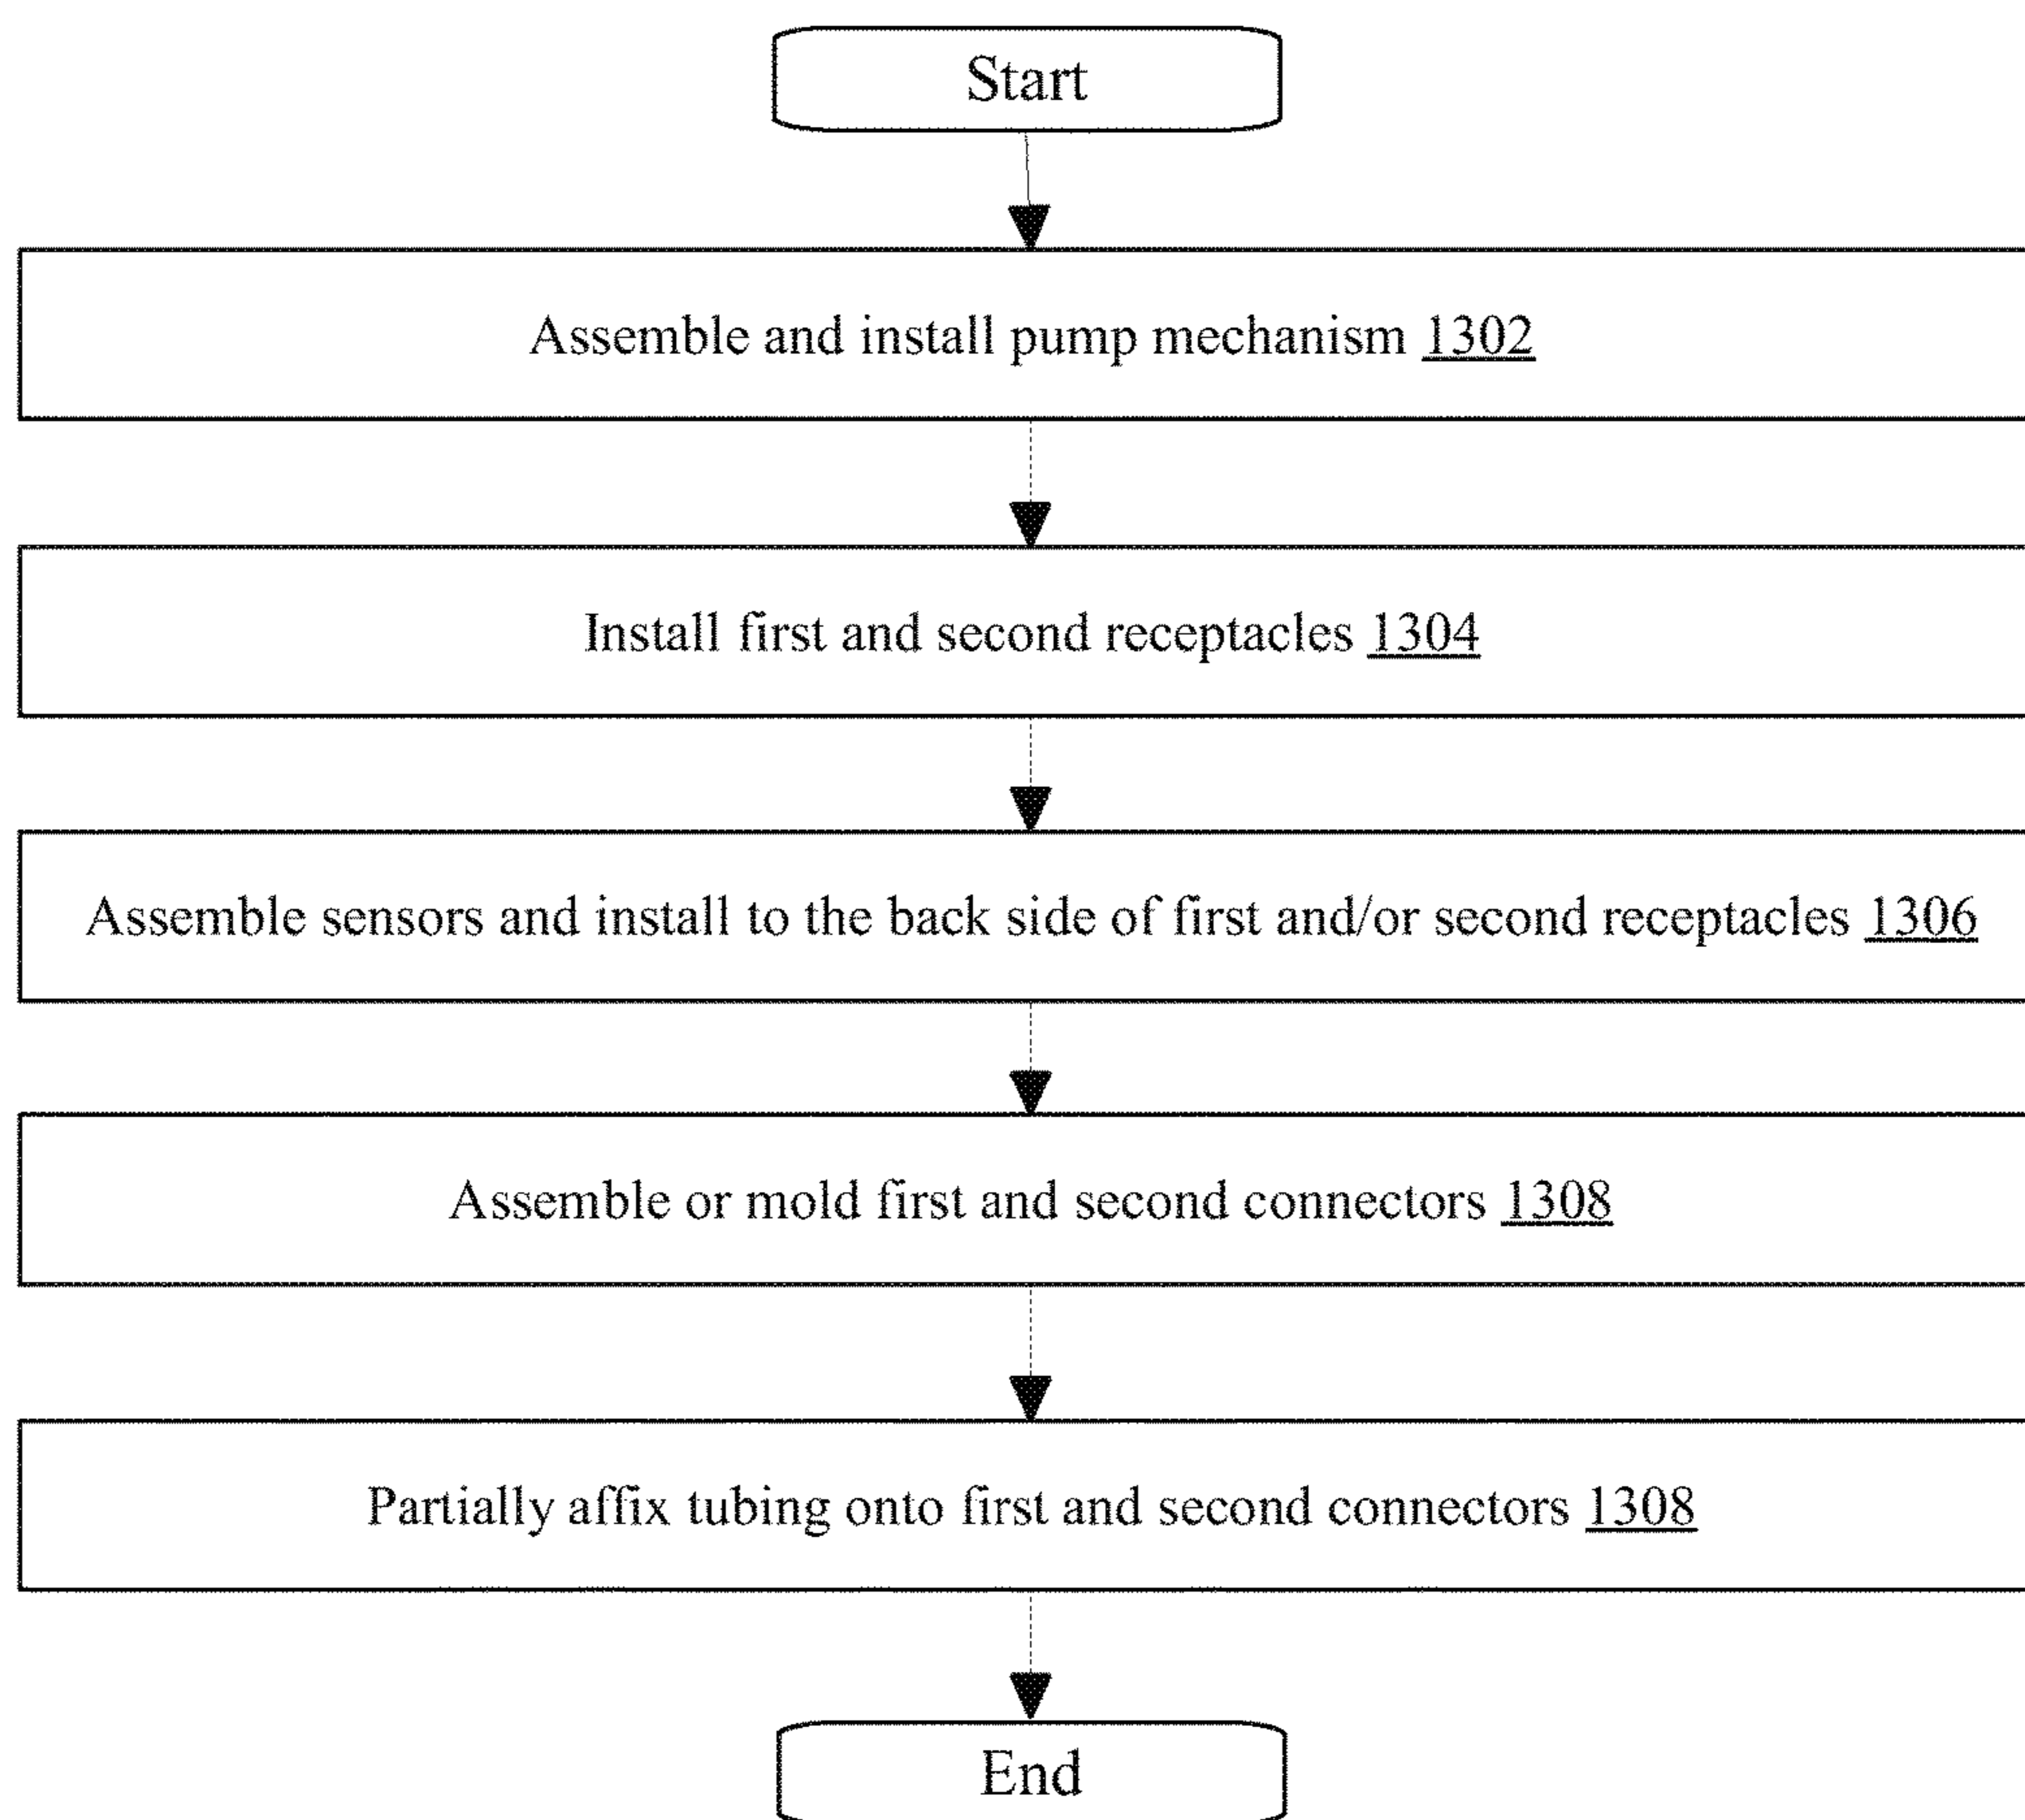 Start
Assemble and install pump mechanism 1302
Install first and second receptacles 1304
Assemble sensors and install to the back side of first and/or second receptacles 1306
Assemble or mold first and second connectors 1308
Partially affix tubing onto first and second connectors 1308
End